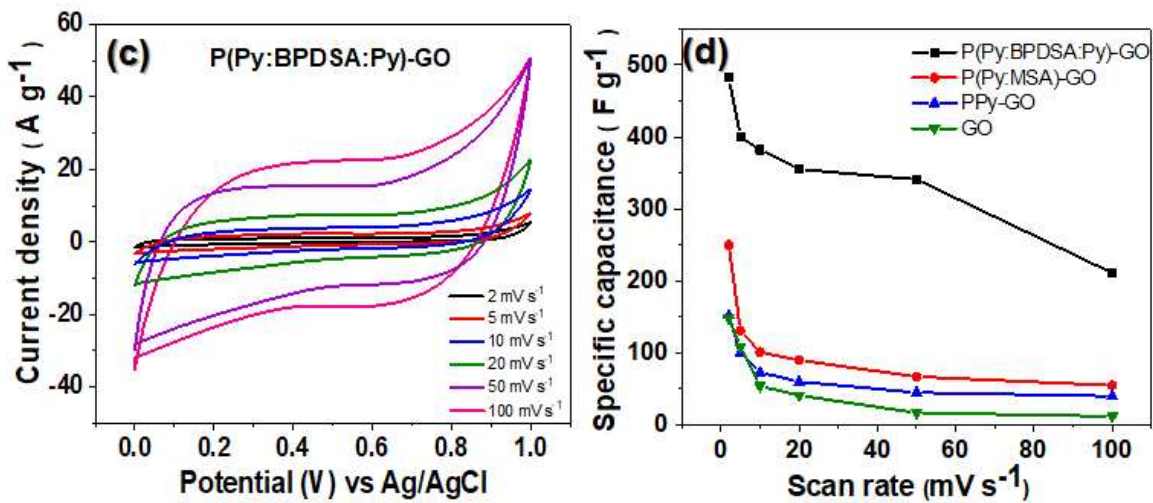 (c)
P(Py:BPDSA:Py)-GO
Current density ( A g⁻¹)
60
40
20
0
-20
-40
2 mV s⁻¹
5 mV s⁻¹
10 mV s⁻¹
20 mV s⁻¹
50 mV s⁻¹
100 mV s⁻¹
0.0 0.2 0.4 0.6 0.8 1.0
Potential (V) vs Ag/AgCl
(d)
P(Py:BPDSA:Py)-GO
P(Py:MSA)-GO
PPy-GO
GO
Specific capacitance ( F g⁻¹)
500
400
300
200
100
0
0 20 40 60 80 100
Scan rate (mV s⁻¹)